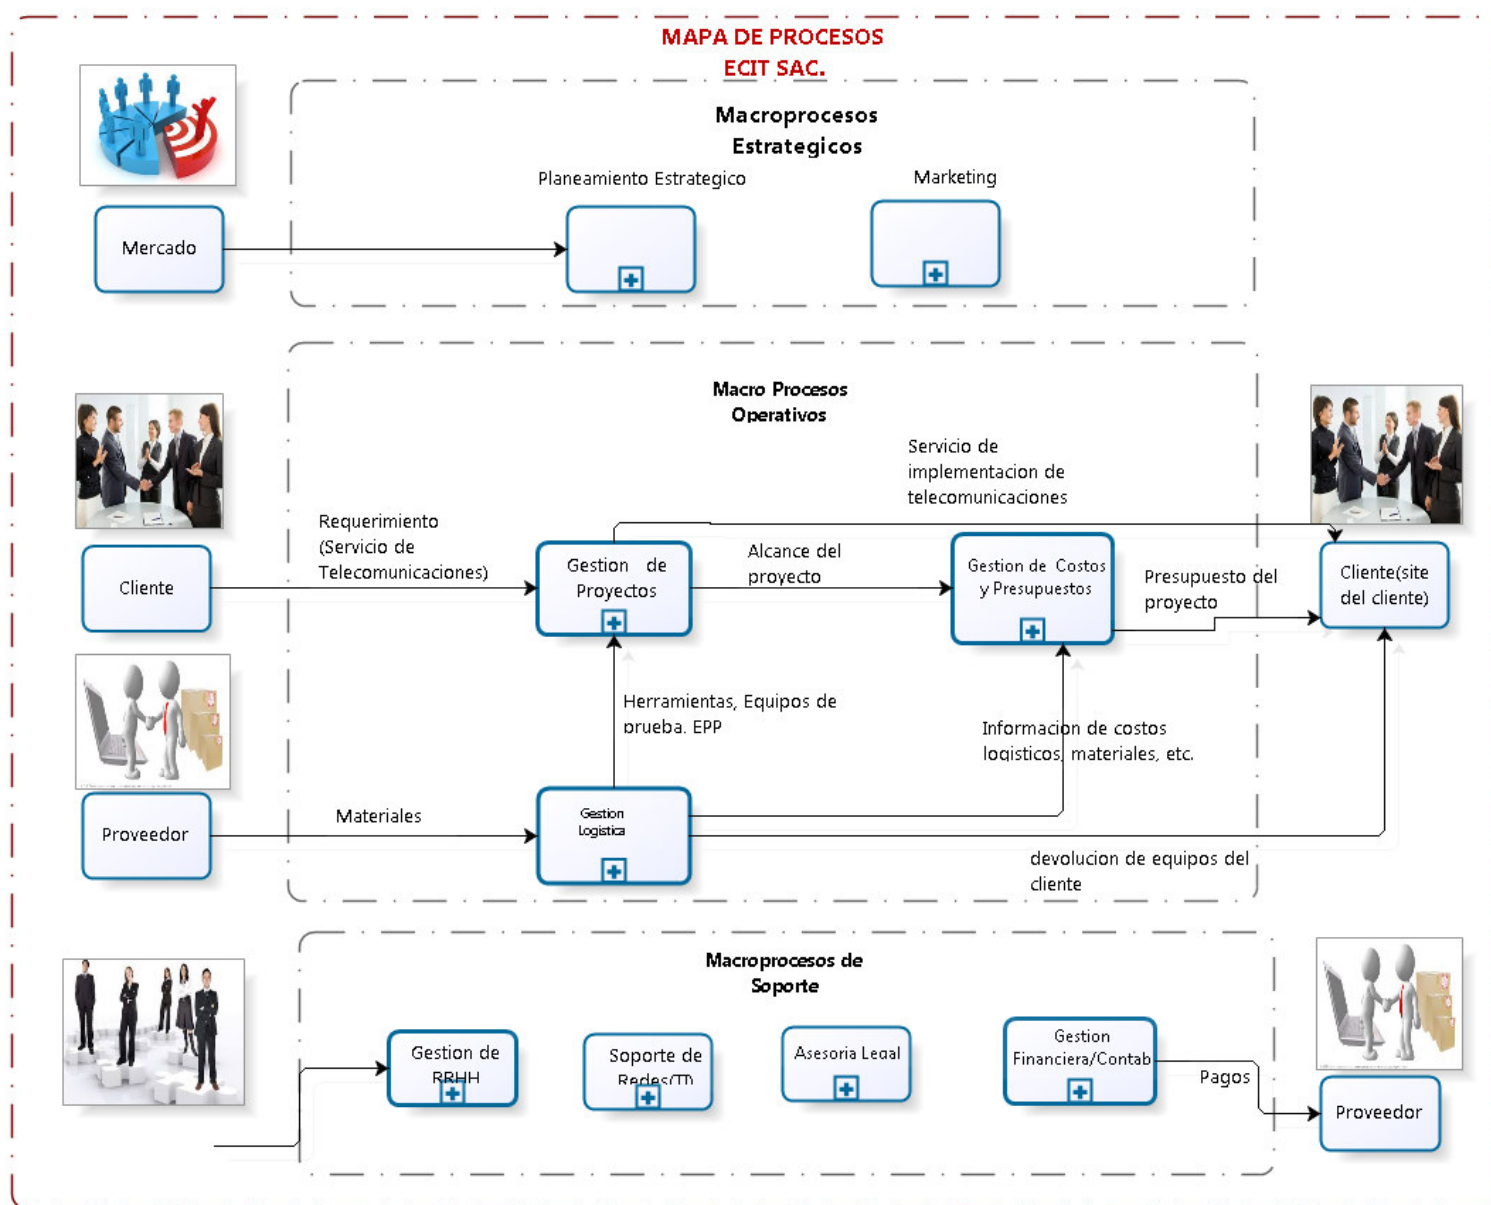 MAPA DE PROCESOS
ECIT SAC.
Macroprocesos
Estrategicos
Planeamiento Estrategico
Marketing
Mercado
Macro Procesos
Operativos
Servicio de
implementacion de
telecomunicaciones
Requerimiento
(Servicio de
Telecomunicaciones)
Cliente
Gestion de
Proyectos
Alcance del
proyecto
Gestion de Costos
y Presupuestos
Presupuesto del
proyecto
Cliente(site
del cliente)
Herramientas, Equipos de
prueba. EPP
Informacion de costos
logisticos, materiales, etc.
Proveedor
Materiales
Gestion
Logistica
devolucion de equipos del
cliente
Macroprocesos de
Soporte
Gestion de
RRHH
Soporte de
Redes(TI)
Asesoria Legal
Gestion
Financiera/Contab
Pagos
Proveedor